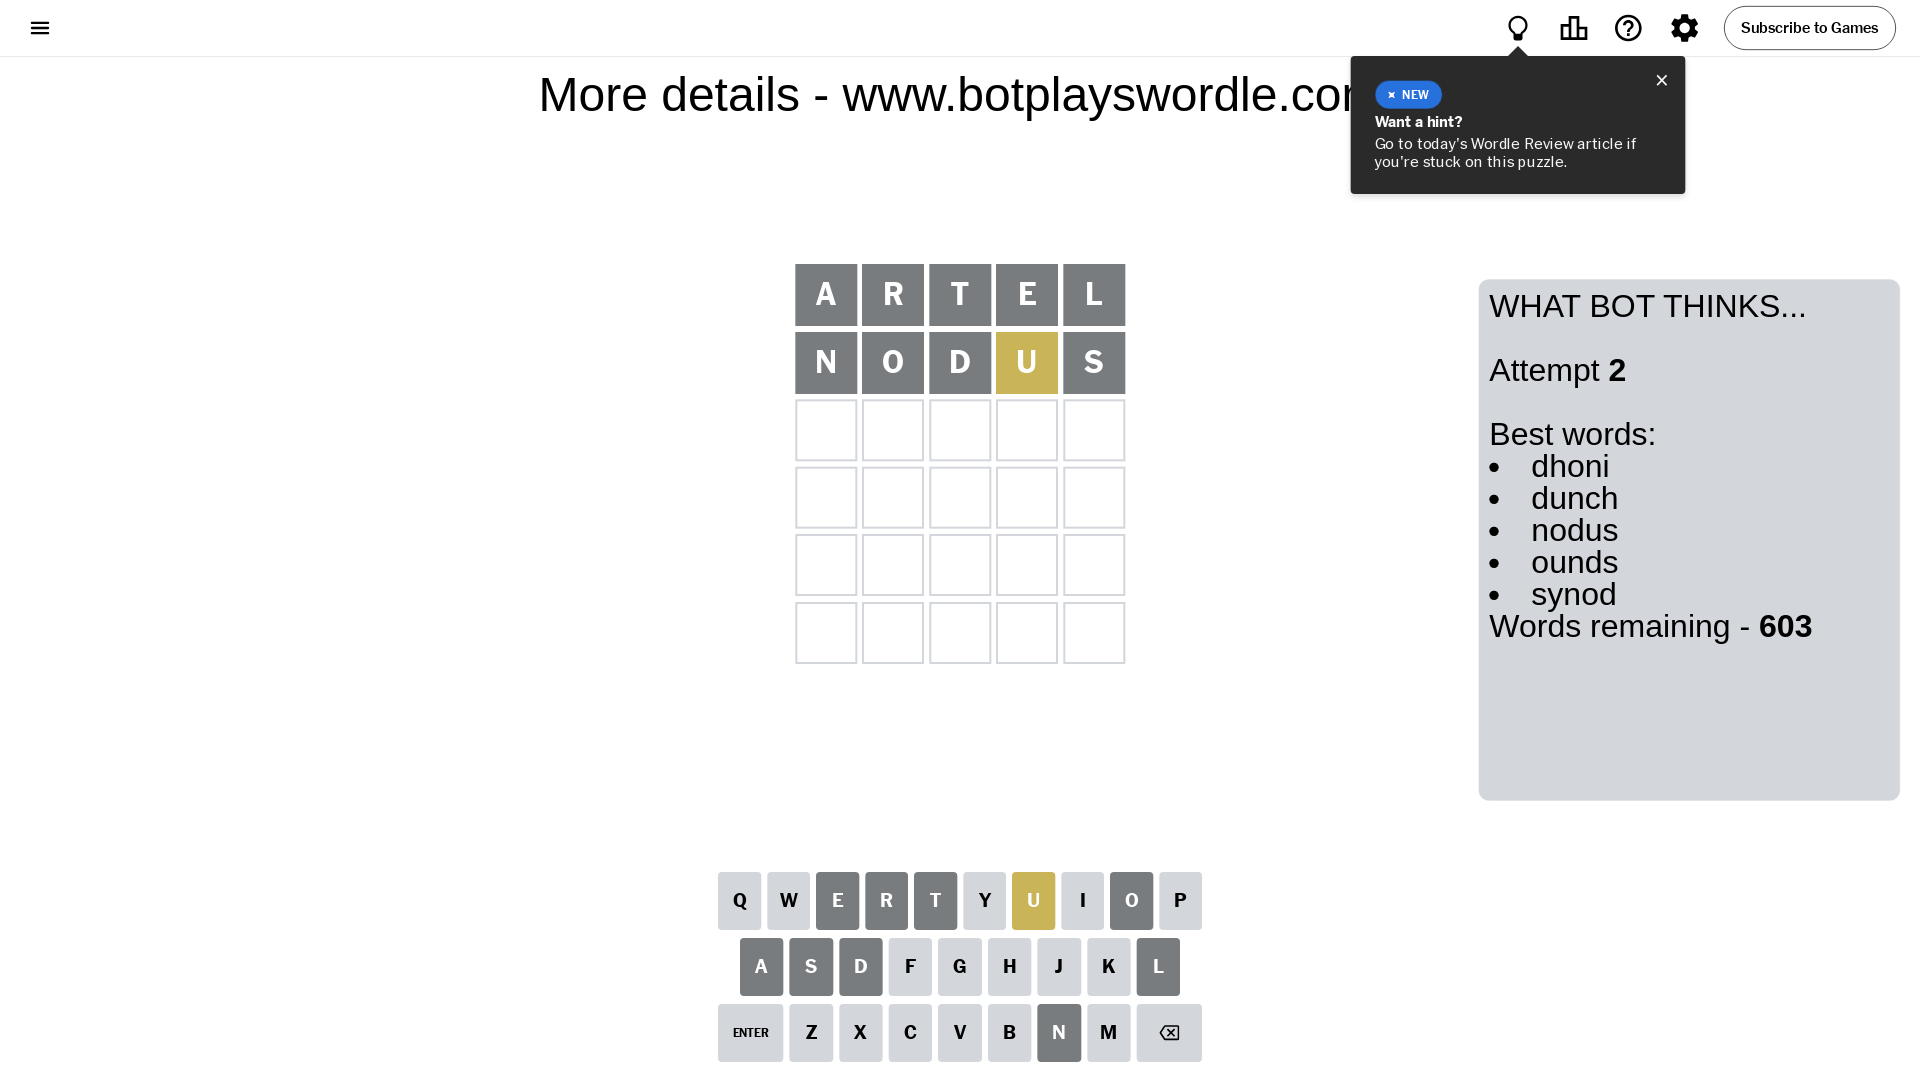 Subscribe to Games
More details - www.botplayswordle.co
NEW
Want a hint?
Go to today's Wordle Review article if
you're stuck on this puzzle.
A R T E L
N O D U S
WHAT BOT THINKS...
Attempt 2
Best words:
• dhoni
• dunch
• nodus
• ounds
• synod
Words remaining - 603
Q W E R T Y U I O P
A S D F G H J K L
ENTER Z X C V B N M